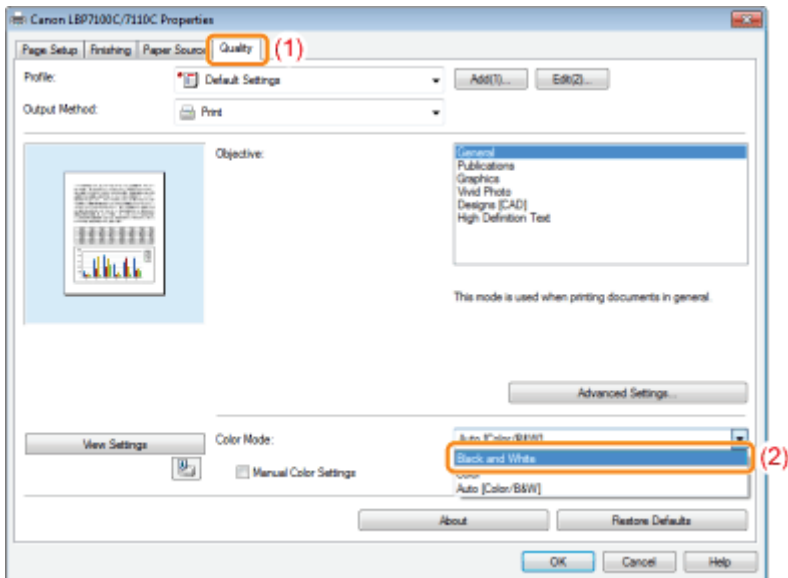 Canon LBP7100C/7110C Properties
Page Setup Finishing Paper Source Quality (1)
Profile: Default Settings Add(1)... Edit(2)...
Output Method: Print
Objective: General
Publications
Graphics
Vivid Photo
Designs [CAD]
High Definition Text
This mode is used when printing documents in general.
Advanced Settings...
View Settings Color Mode: Auto [Color/B&W]
Black and White (2)
Color
Manual Color Settings
Auto [Color/B&W]
About Restore Defaults
OK Cancel Help